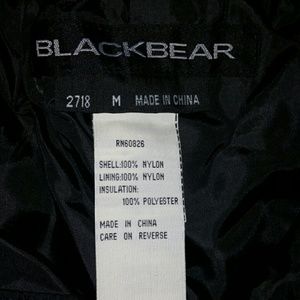 BLACKBEAR
2718 M MADE IN CHINA
RN60826
SHELL:100% NYLON
LINING:100% NYLON
INSULATION:
100% POLYESTER
MADE IN CHINA
CARE ON REVERSE